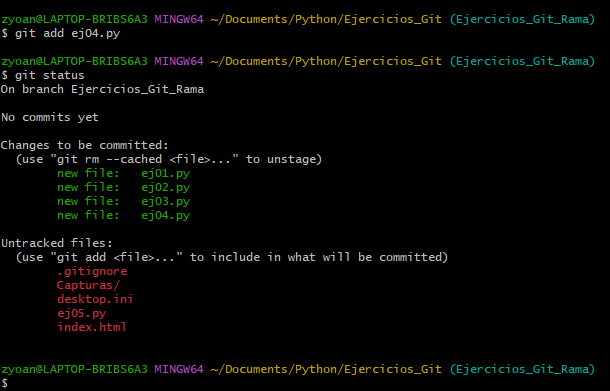 zyoan@LAPTOP-BRIBS6A3 MINGW64 ~/Documents/Python/Ejercicios_Git (Ejercicios_Git_Rama)
$ git add ej04.py
zyoan@LAPTOP-BRIBS6A3 MINGW64 ~/Documents/Python/Ejercicios_Git (Ejercicios_Git_Rama)
$ git status
On branch Ejercicios_Git_Rama
No commits yet
Changes to be committed:
  (use "git rm --cached <file>..." to unstage)
        new file:   ej01.py
        new file:   ej02.py
        new file:   ej03.py
        new file:   ej04.py
Untracked files:
  (use "git add <file>..." to include in what will be committed)
        .gitignore
        Capturas/
        desktop.ini
        ej05.py
        index.html
zyoan@LAPTOP-BRIBS6A3 MINGW64 ~/Documents/Python/Ejercicios_Git (Ejercicios_Git_Rama)
$